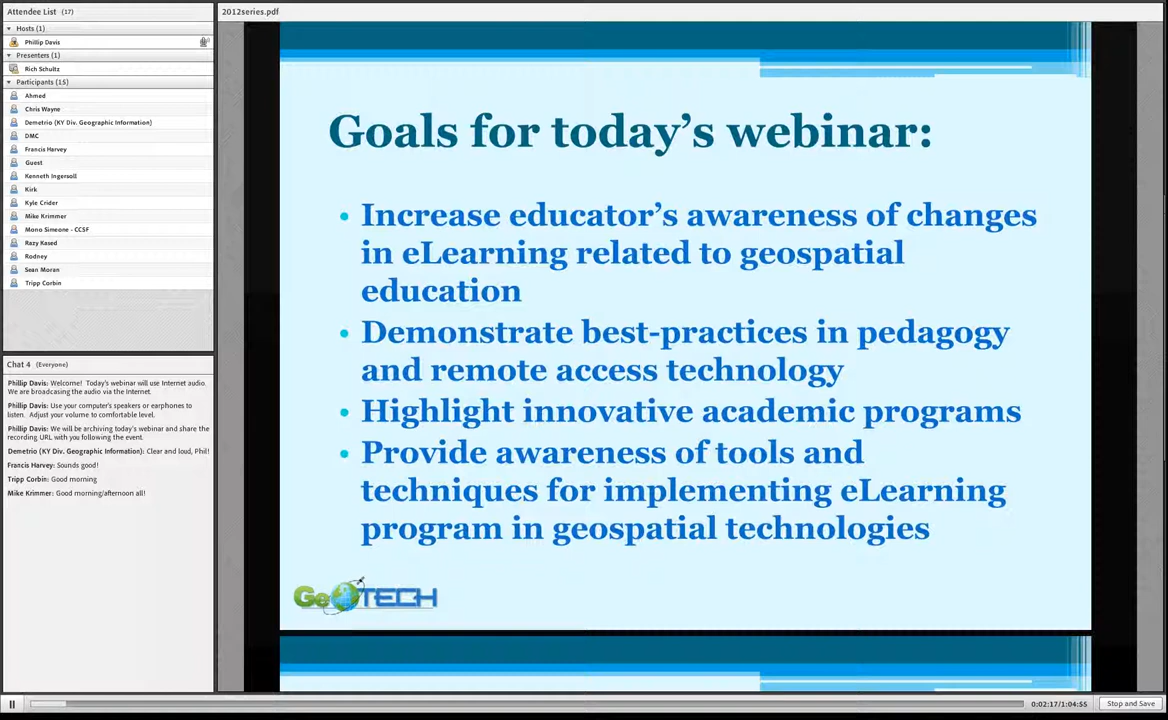 Attendee List (17)
Hosts (1)
Phillip Davis
Presenters (1)
Rich Schultz
Participants (15)
Ahmed
Chris Wayne
Demetrio (KY Div. Geographic Information)
DMC
Francis Harvey
Guest
Kenneth Ingersoll
Kirk
Kyle Crider
Mike Krimmer
Mono Simeone - CCSF
Razy Kased
Rodney
Sean Moran
Tripp Corbin
Chat 4 (Everyone)
Phillip Davis: Welcome! Today's webinar will use Internet audio.
We are broadcasting the audio via the Internet.
Phillip Davis: Use your computer's speakers or earphones to
listen. Adjust your volume to comfortable level.
Phillip Davis: We will be archiving today's webinar and share the
recording URL with you following the event.
Demetrio (KY Div. Geographic Information): Clear and loud, Phil!
Francis Harvey: Sounds good!
Tripp Corbin: Good morning
Mike Krimmer: Good morning/afternoon all!
2012series.pdf
Goals for today's webinar:
• Increase educator's awareness of changes
in eLearning related to geospatial
education
• Demonstrate best-practices in pedagogy
and remote access technology
• Highlight innovative academic programs
• Provide awareness of tools and
techniques for implementing eLearning
program in geospatial technologies
GeoTECH
0:02:17/1:04:55
Stop and Save